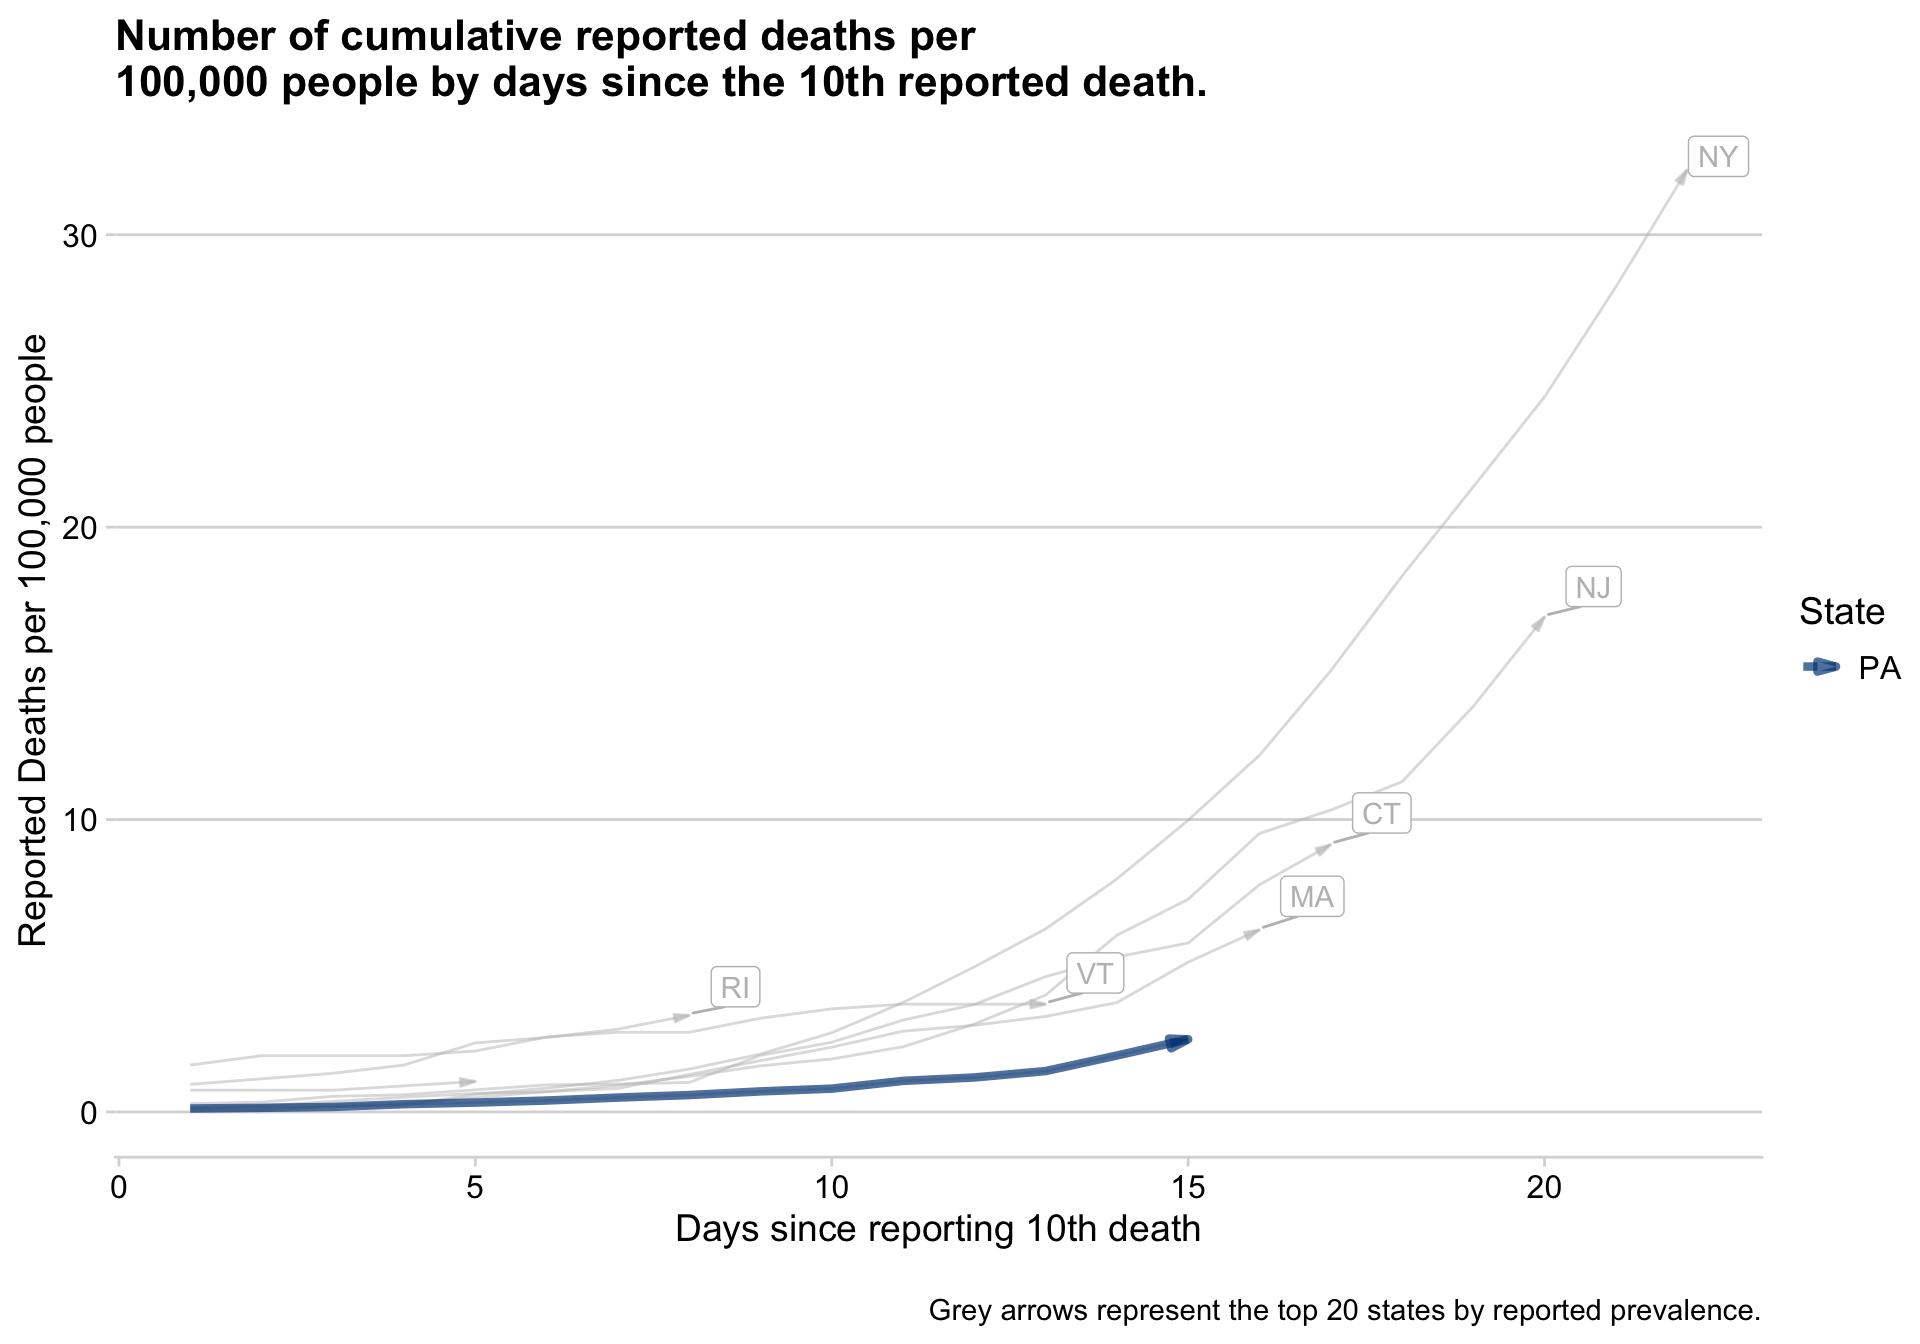 Number of cumulative reported deaths per
100,000 people by days since the 10th reported death.
Reported Deaths per 100,000 people
30
20
10
0
NY
NJ
CT
MA
VT
RI
State
PA
0 5 10 15 20
Days since reporting 10th death
Grey arrows represent the top 20 states by reported prevalence.